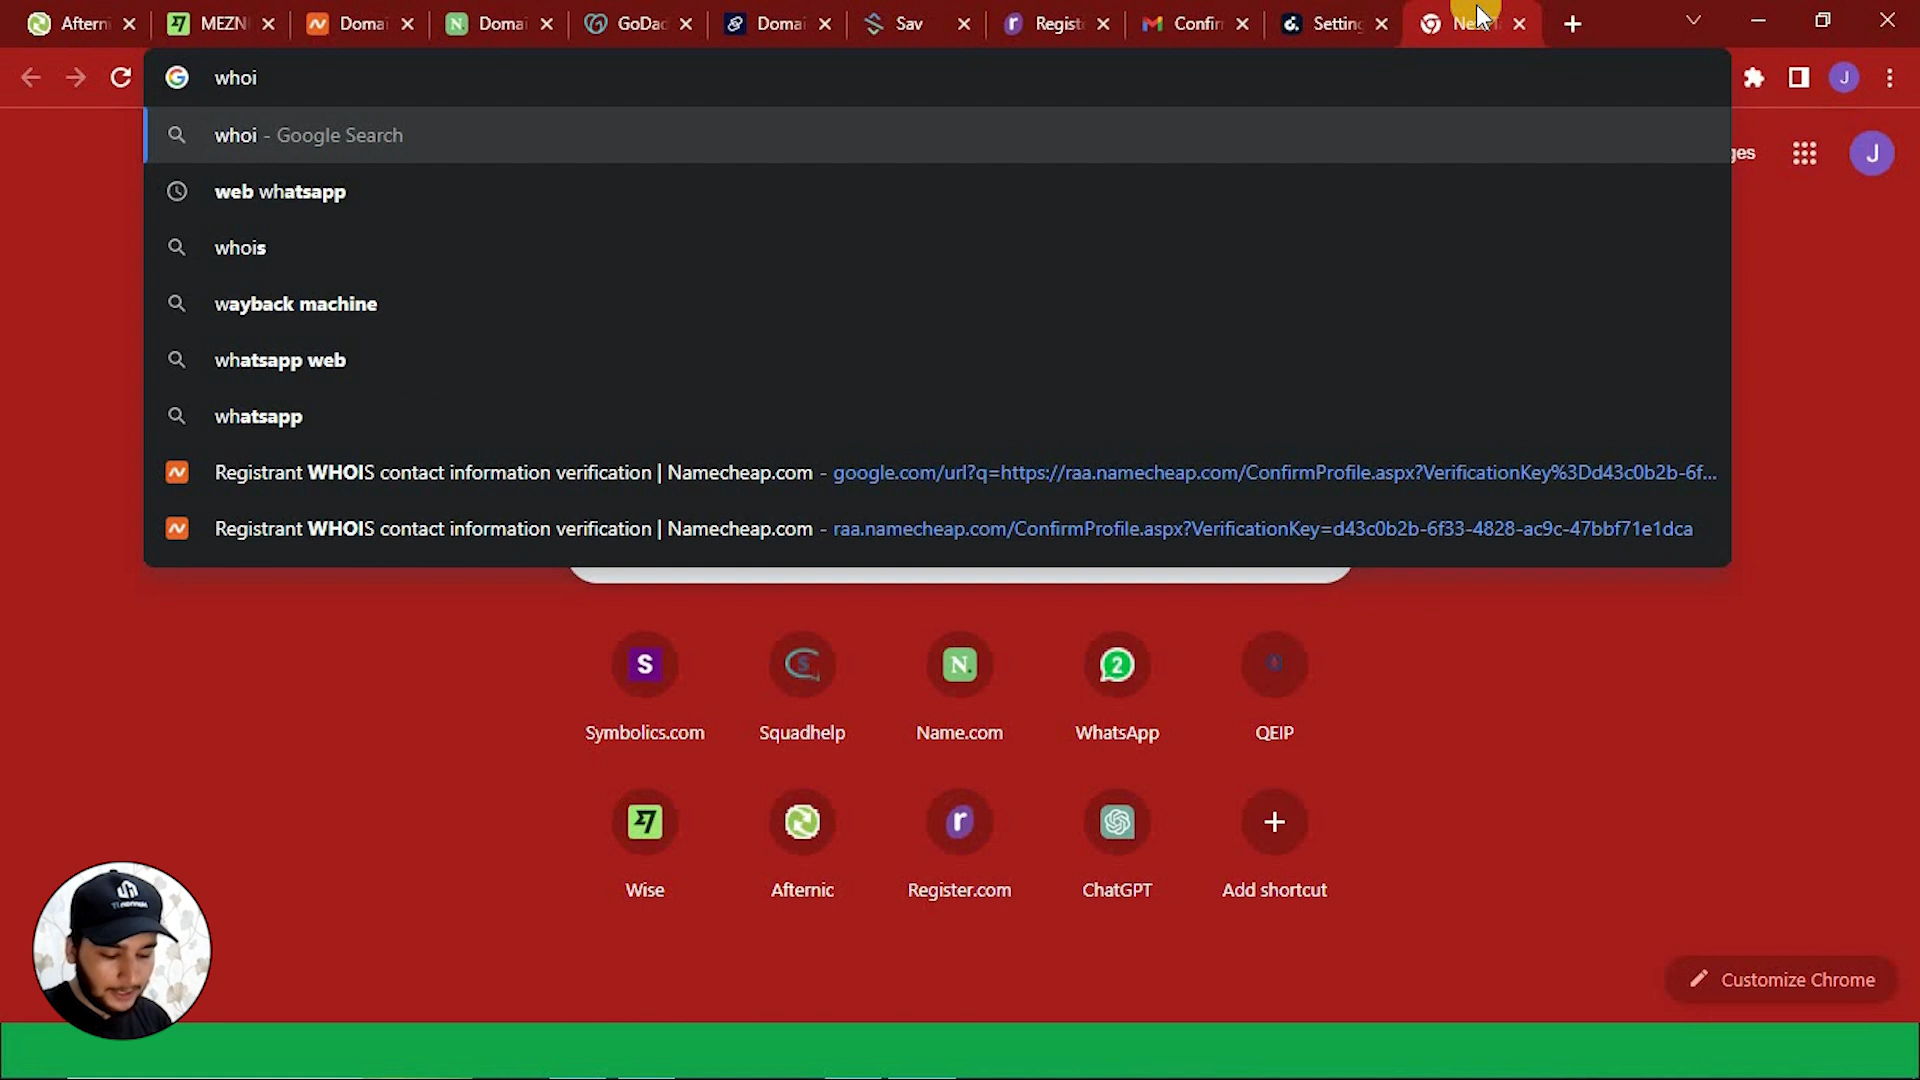 Aftern
MEZN
Domai
Domai
GoDad
Domai
Sav
Registe
Confir
Setting
whoi
J
whoi - Google Search
ges
J
web whatsapp
whois
wayback machine
whatsapp web
whatsapp
Registrant WHOIS contact information verification | Namecheap.com - google.com/url?q=https://raa.namecheap.com/ConfirmProfile.aspx?VerificationKey%3Dd43c0b2b-6f...
Registrant WHOIS contact information verification | Namecheap.com - raa.namecheap.com/ConfirmProfile.aspx?VerificationKey=d43c0b2b-6f33-4828-ac9c-47bbf71e1dca
S
S
N.
2
Symbolics.com
Squadhelp
Name.com
WhatsApp
QEIP
r
Wise
Afternic
Register.com
ChatGPT
Add shortcut
Customize Chrome